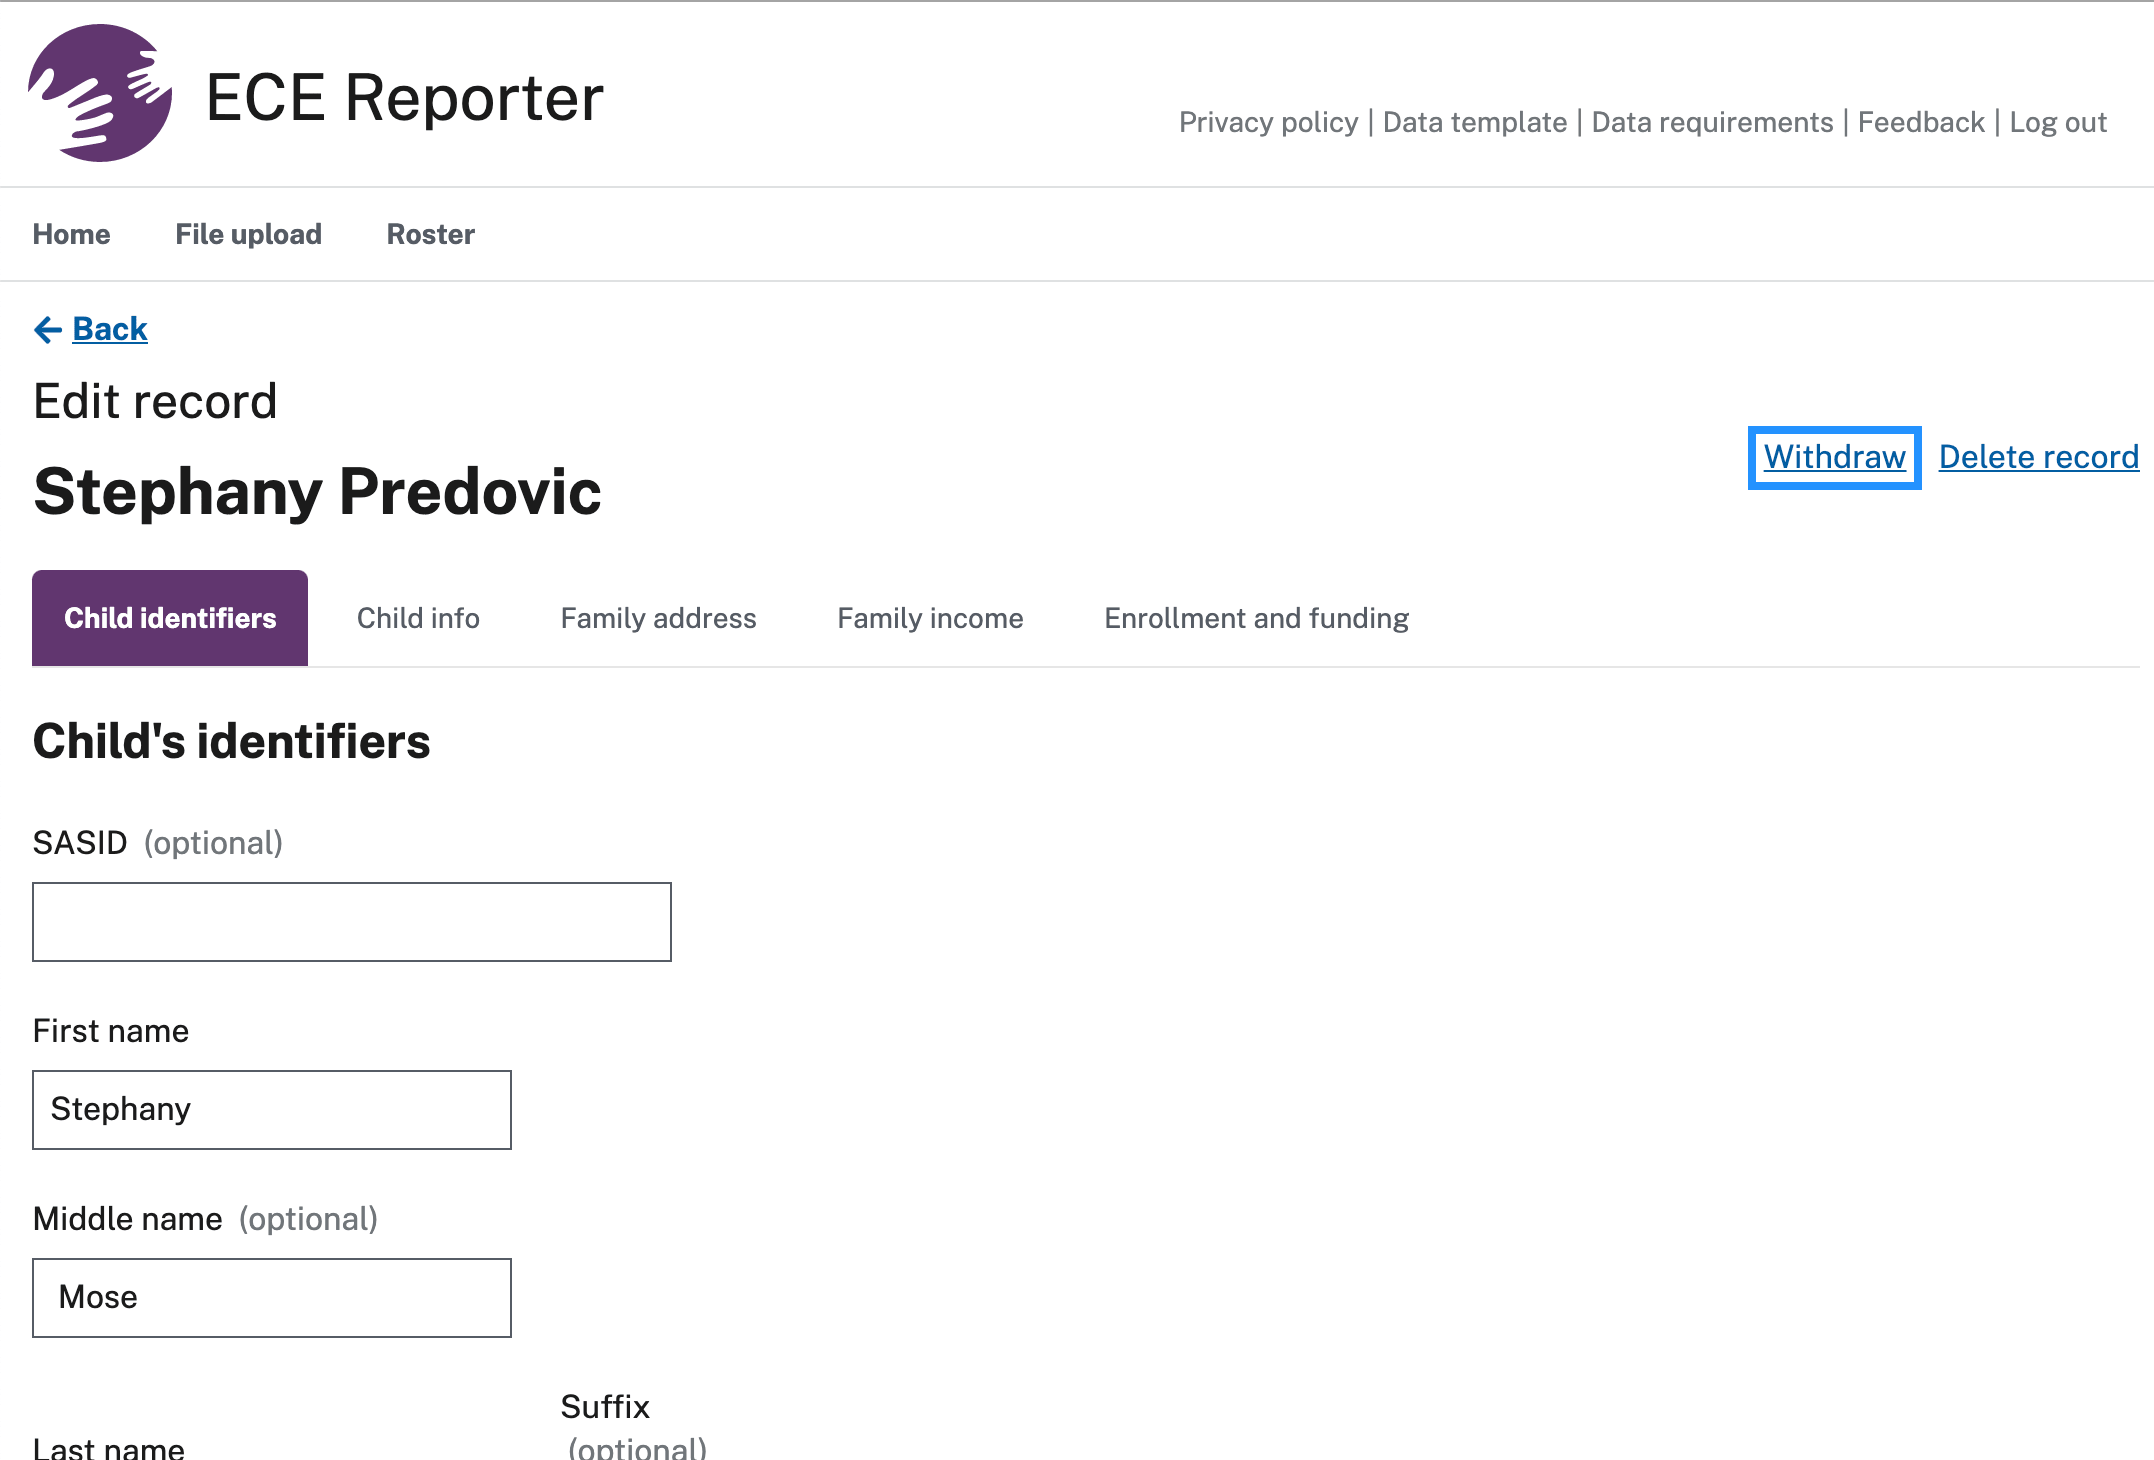 ECE Reporter
Privacy policy | Data template | Data requirements | Feedback | Log out
Home File upload Roster
Back
Edit record
Withdraw Delete record
Stephany Predovic
Child identifiers Child info Family address Family income Enrollment and funding
Child's identifiers
SASID (optional)
First name
Stephany
Middle name (optional)
Mose
Suffix
Last name (optional)